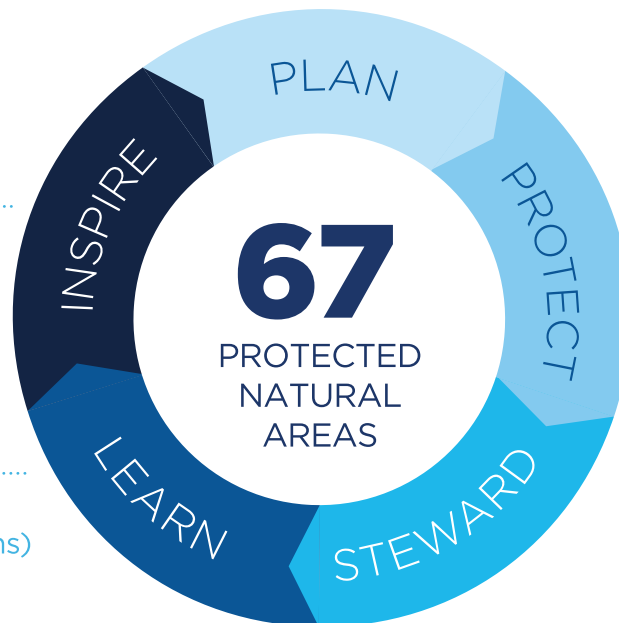 PLAN
PROTECT
STEWARD
LEARN
INSPIRE
67
PROTECTED
NATURAL
AREAS